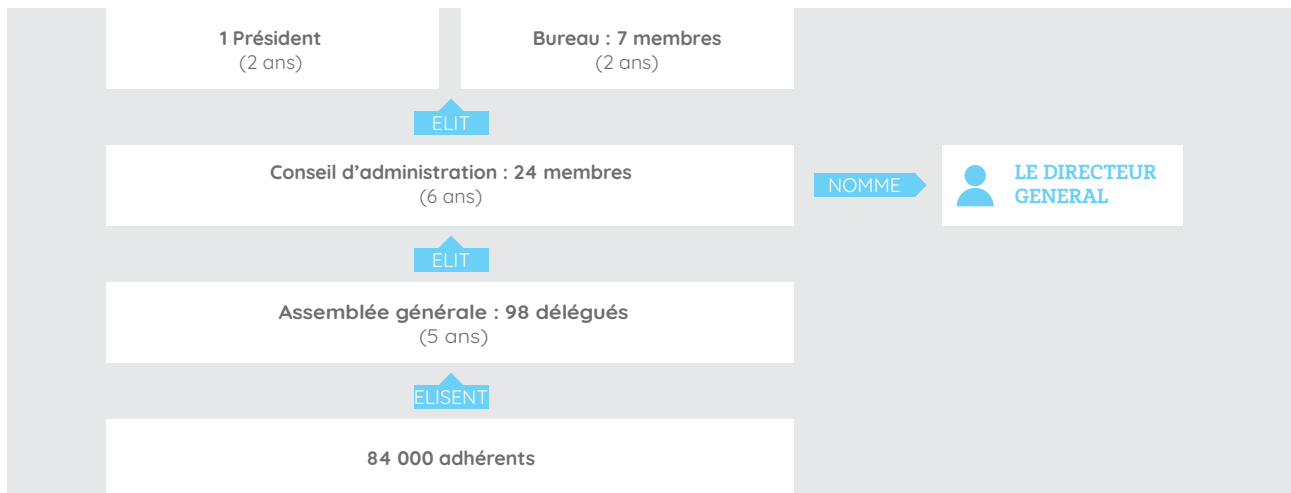 1 Président
(2 ans)
Bureau : 7 membres
(2 ans)
ELIT
Conseil d’administration : 24 membres
(6 ans)
NOMME
LE DIRECTEUR
GENERAL
ELIT
Assemblée générale : 98 délégués
(5 ans)
ELISENT
84 000 adhérents